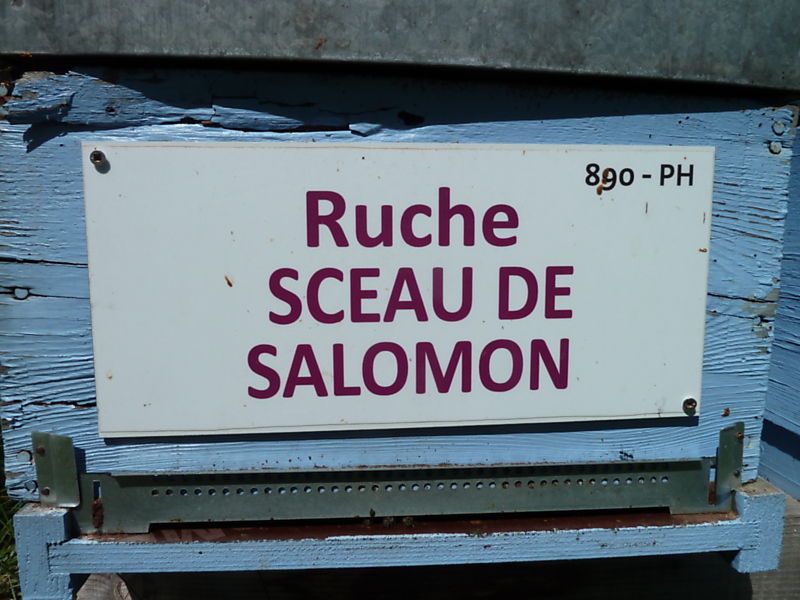 890 - PH
Ruche
SCEAU DE
SALOMON